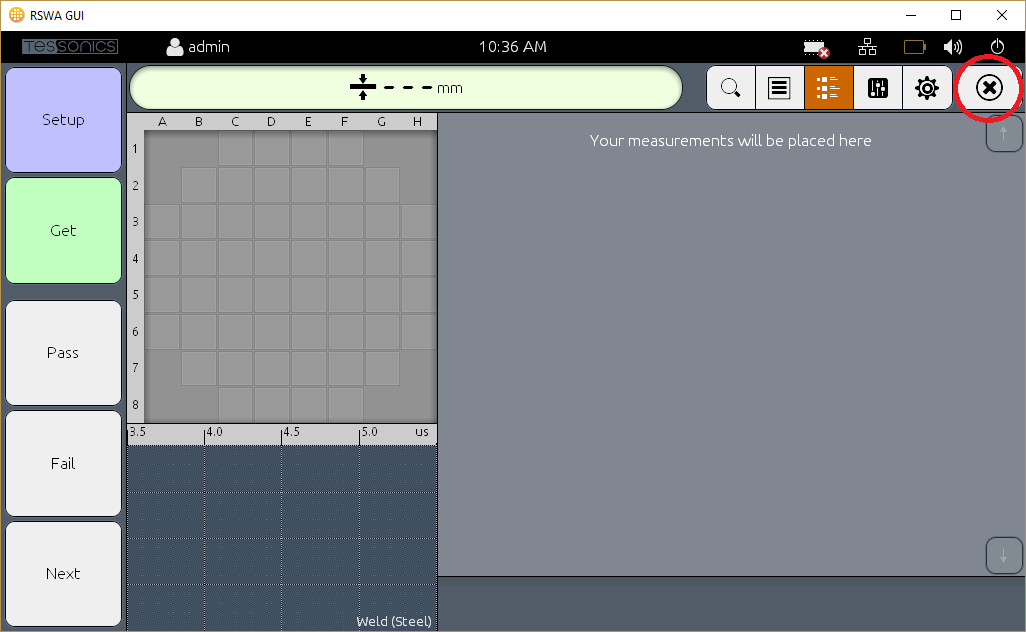 RSWA GUI
TESSONICS admin 10:36 AM
Setup
Get
Pass
Fail
Next
- - - - mm
A B C D E F G H
1
2
3
4
5
6
7
8
3.5 4.0 4.5 5.0 us
Weld (Steel)
Your measurements will be placed here